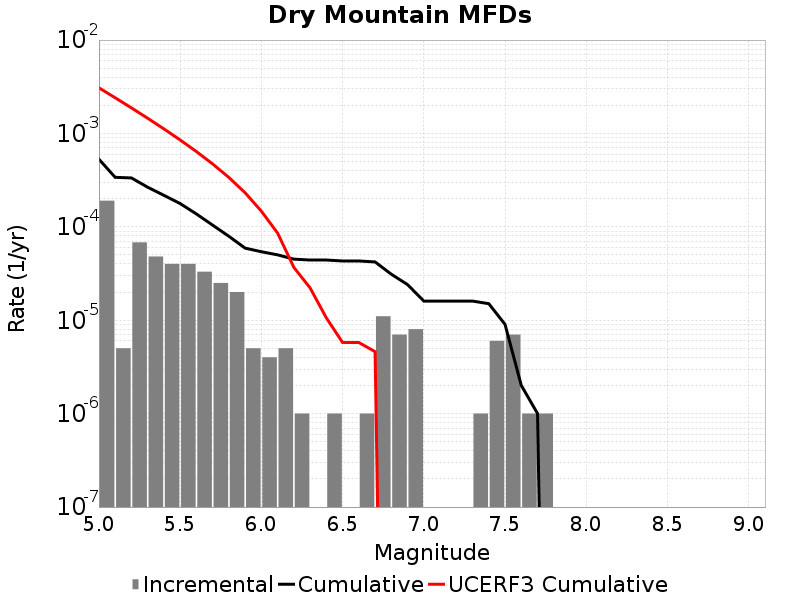 Dry Mountain MFDs
10-2
10-3
10-4
10-5
10-6
10-7
Rate (1/yr)
5.0 5.5 6.0 6.5 7.0 7.5 8.0 8.5 9.0
Magnitude
Incremental Cumulative UCERF3 Cumulative